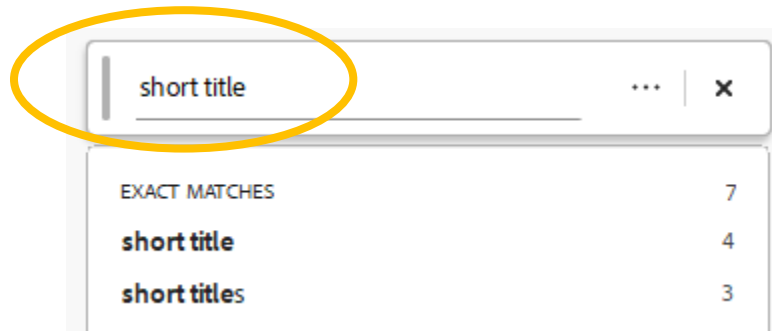 short title
EXACT MATCHES 7
short title 4
short titles 3